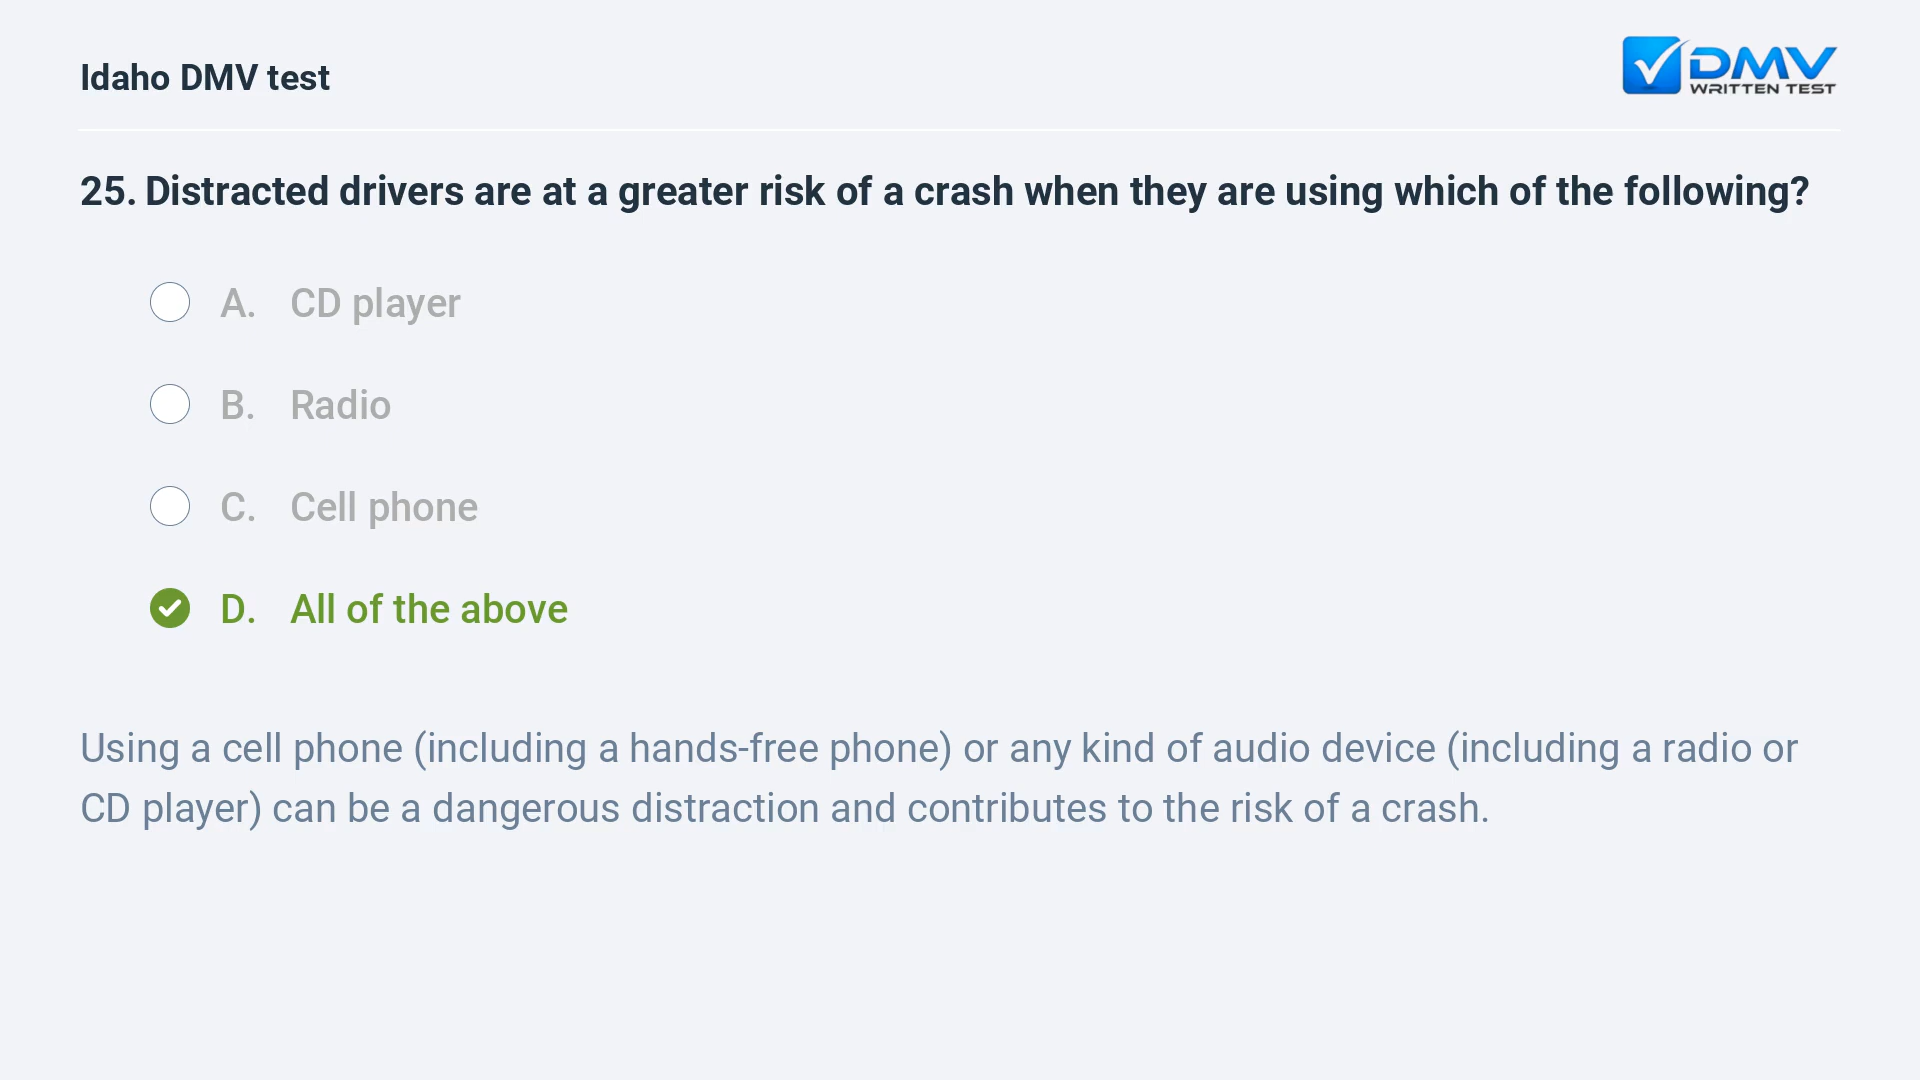 Idaho DMV test
DMV
WRITTEN TEST
25. Distracted drivers are at a greater risk of a crash when they are using which of the following?
A. CD player
B. Radio
C. Cell phone
D. All of the above
Using a cell phone (including a hands-free phone) or any kind of audio device (including a radio or
CD player) can be a dangerous distraction and contributes to the risk of a crash.